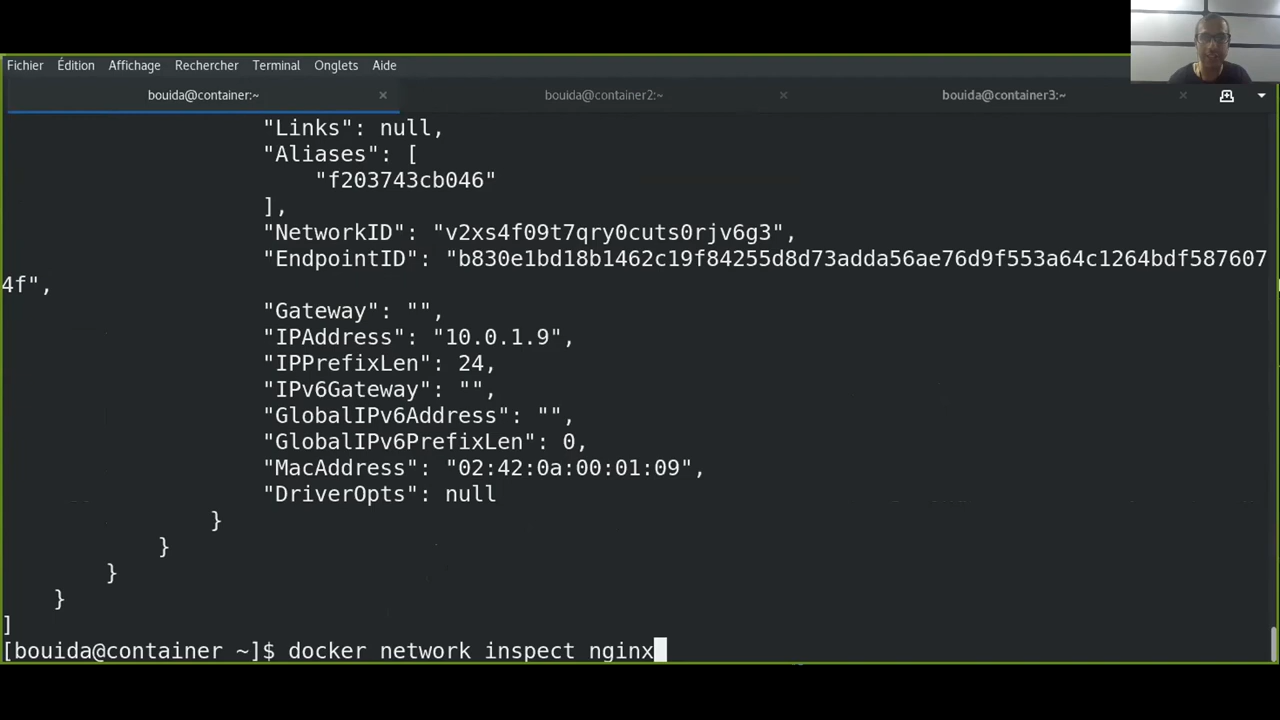 Fichier Édition Affichage Rechercher Terminal Onglets Aide
bouida@container:~ × bouida@container2:~ × bouida@container3:~ ×
"Links": null,
"Aliases": [
"f203743cb046"
],
"NetworkID": "v2xs4f09t7qry0cuts0rjv6g3",
"EndpointID": "b830e1bd18b1462c19f84255d8d73adda56ae76d9f553a64c1264bdf587607
4f",
"Gateway": "",
"IPAddress": "10.0.1.9",
"IPPrefixLen": 24,
"IPv6Gateway": "",
"GlobalIPv6Address": "",
"GlobalIPv6PrefixLen": 0,
"MacAddress": "02:42:0a:00:01:09",
"DriverOpts": null
}
}
}
}
]
[bouida@container ~]$ docker network inspect nginx